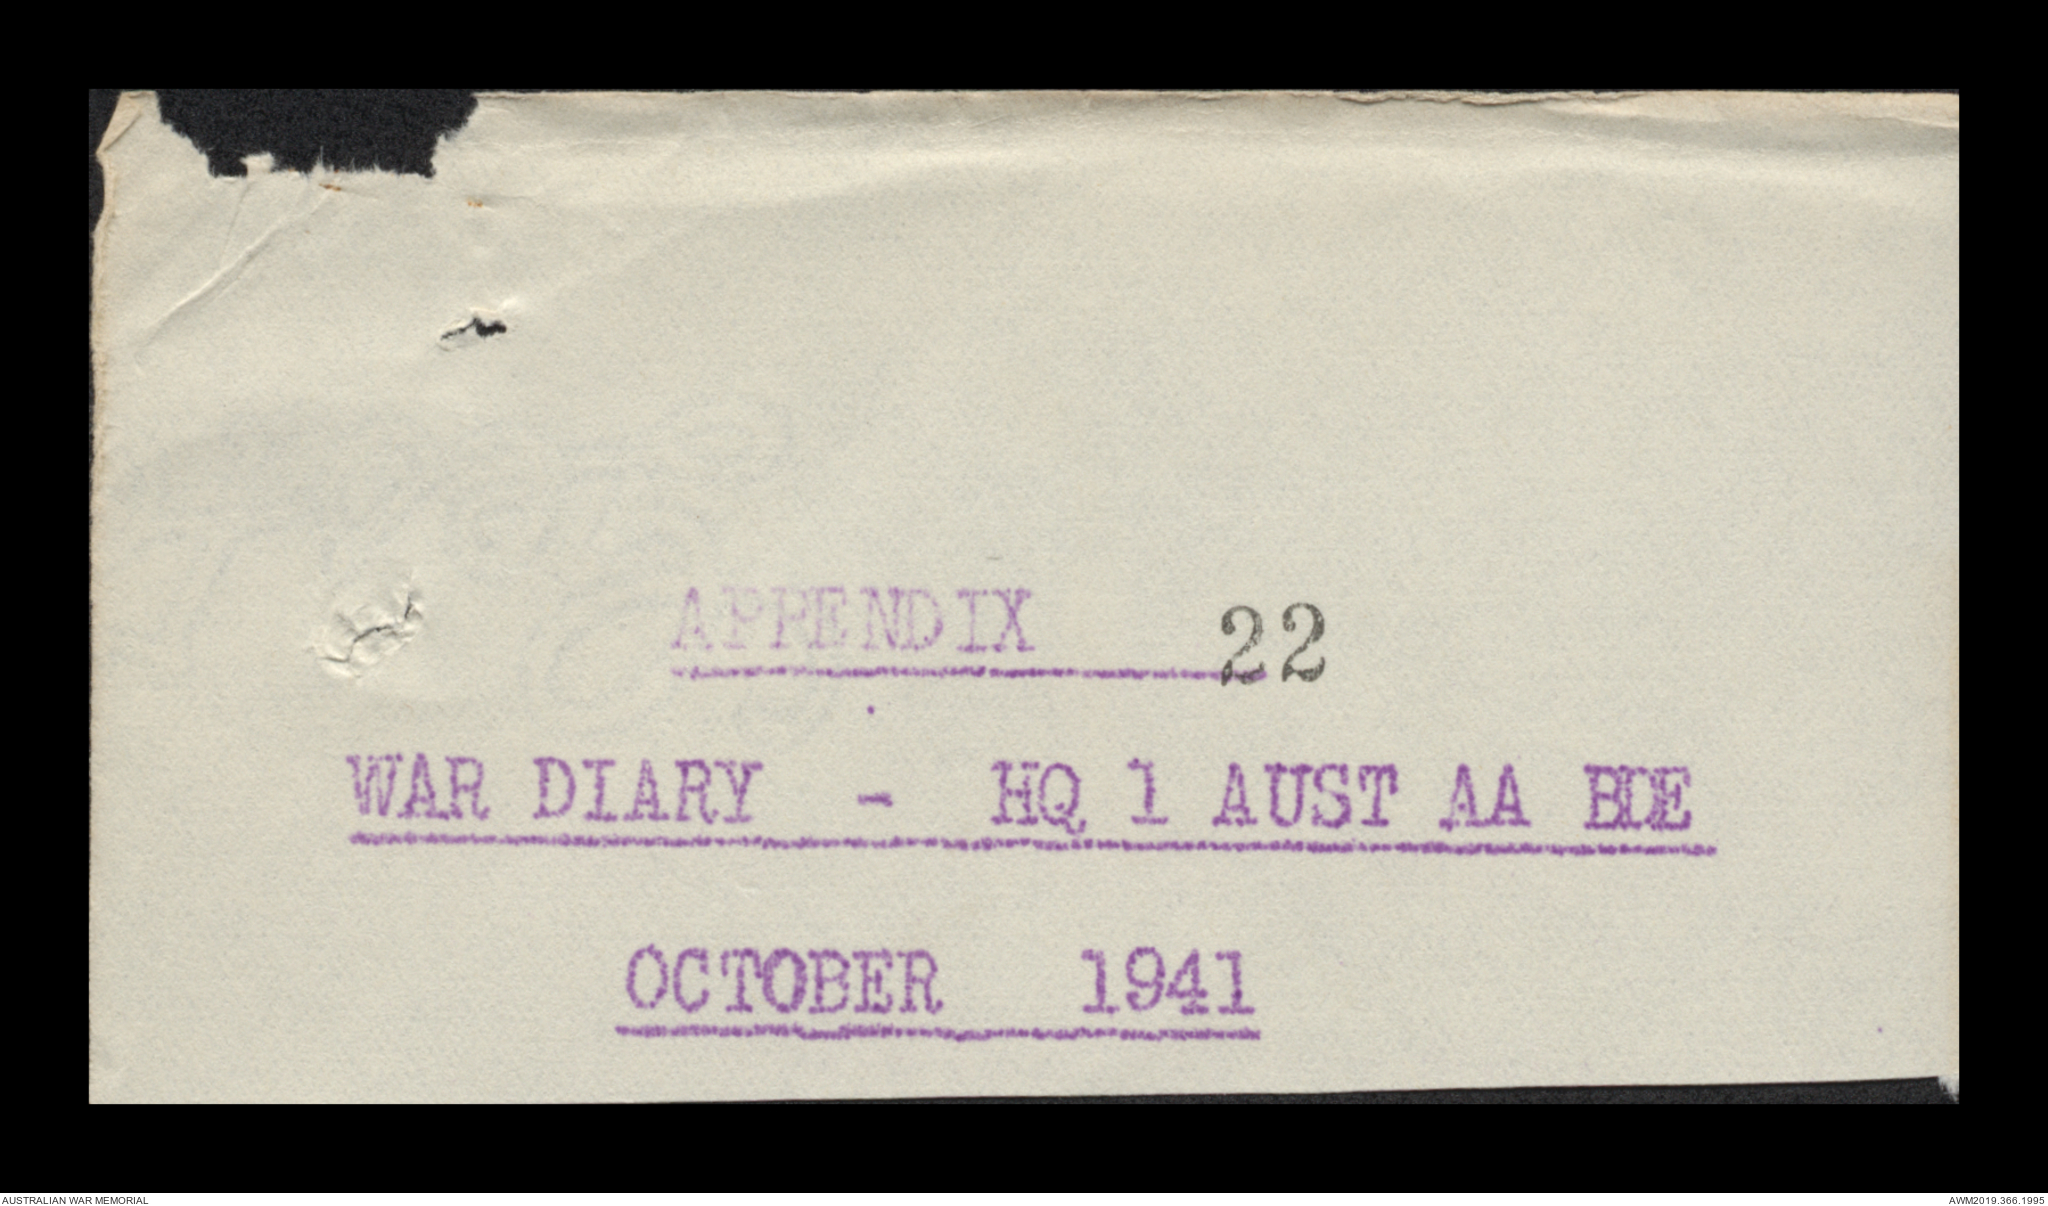 APPENDIX 22
WAR DIARY - HQ 1 AUST AA BDE
OCTOBER 1941
AUSTRALIAN WAR MEMORIAL
AWM2019.366.1995